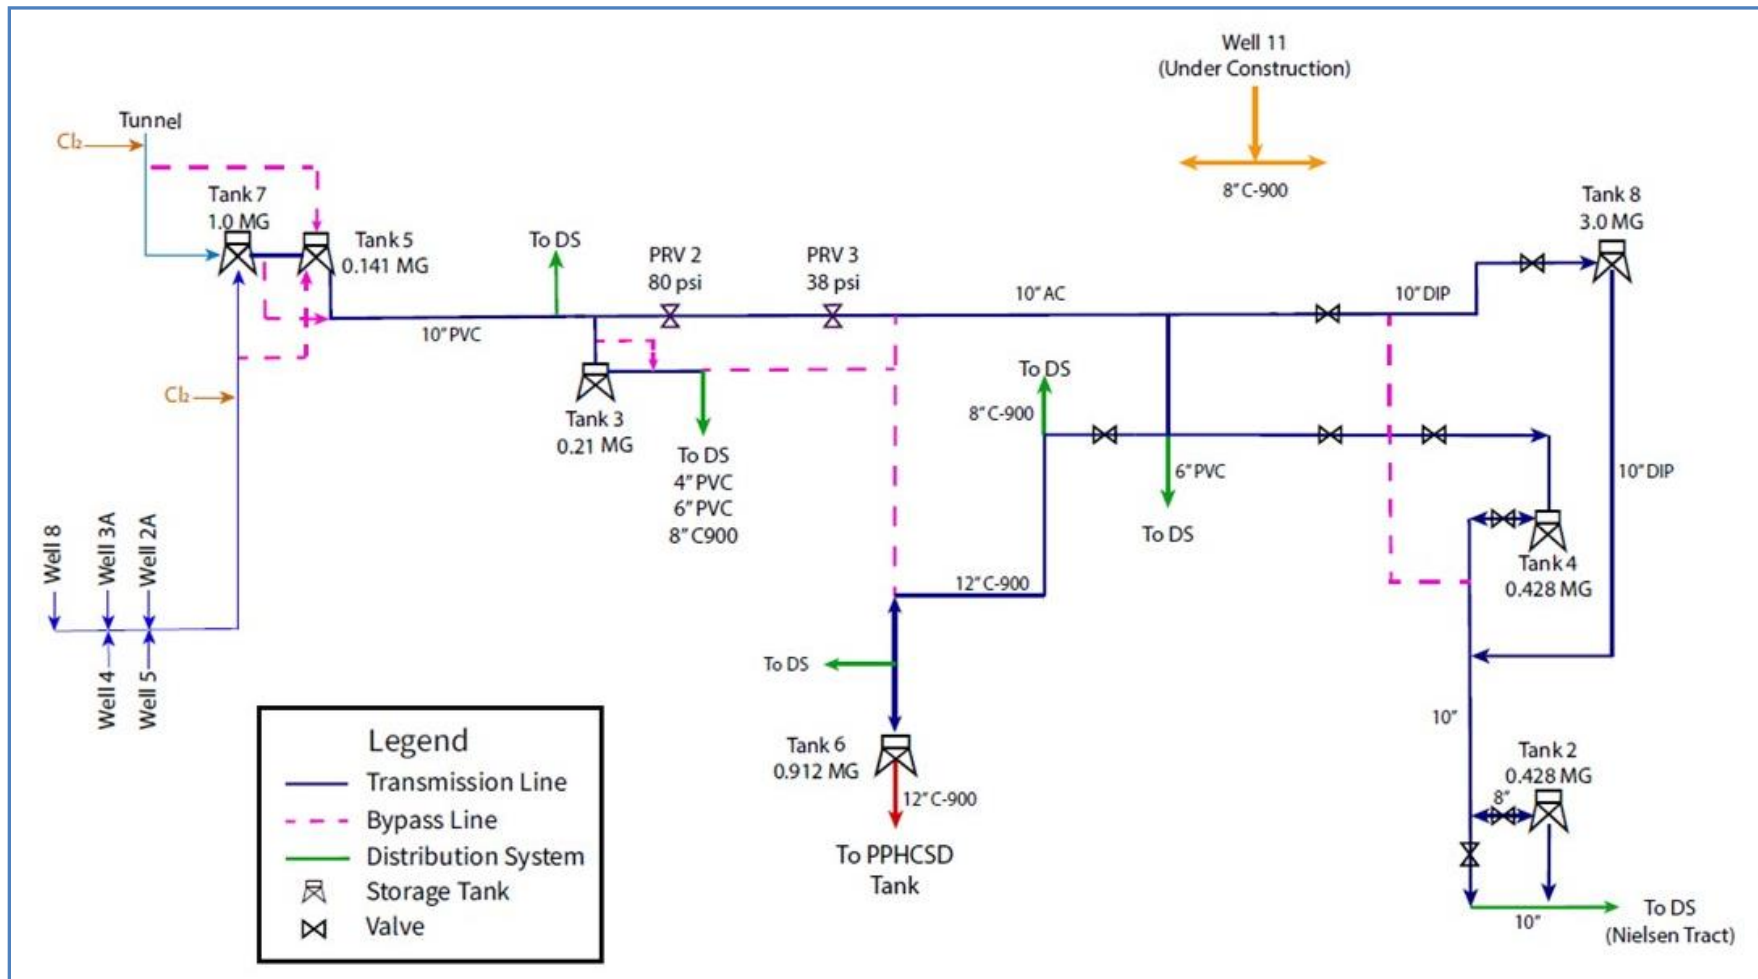 Well 11
(Under Construction)
8” C-900
Tunnel
Cl₂
Tank 7
1.0 MG
Tank 5
0.141 MG
To DS
PRV 2
80 psi
PRV 3
38 psi
10” AC
10” DIP
Tank 8
3.0 MG
10” PVC
Cl₂
Tank 3
0.21 MG
To DS
4” PVC
6” PVC
8” C900
To DS
8” C-900
6” PVC
To DS
10” DIP
Tank 4
0.428 MG
12” C-900
Well 8
Well 3A
Well 2A
Well 4
Well 5
To DS
Tank 6
0.912 MG
12” C-900
To PPHCSD
Tank
10”
Tank 2
0.428 MG
8”
10”
To DS
(Nielsen Tract)
Legend
Transmission Line
Bypass Line
Distribution System
Storage Tank
Valve